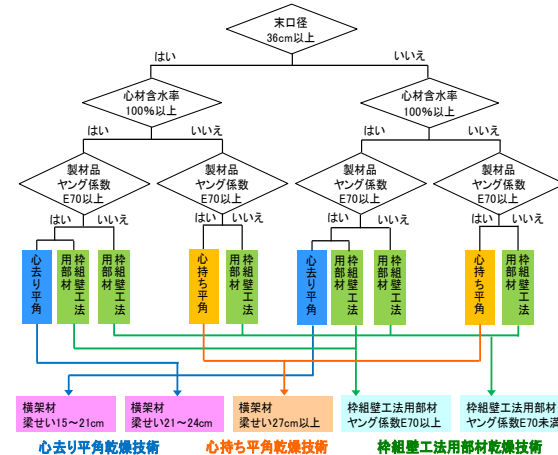 末口径
36cm以上
はい
いいえ
心材含水率
100%以上
心材含水率
100%以上
はい
いいえ
はい
いいえ
製材品
ヤング係数
E70以上
製材品
ヤング係数
E70以上
製材品
ヤング係数
E70以上
製材品
ヤング係数
E70以上
はい
いいえ
はい
いいえ
はい
いいえ
はい
いいえ
心去り平角
枠組壁工法
用部材
枠組壁工法
用部材
心持ち平角
枠組壁工法
用部材
心去り平角
枠組壁工法
用部材
枠組壁工法
用部材
心持ち平角
枠組壁工法
用部材
横架材
梁せい15～21cm
横架材
梁せい21～24cm
横架材
梁せい27cm以上
枠組壁工法用部材
ヤング係数E70以上
枠組壁工法用部材
ヤング係数E70未満
心去り平角乾燥技術
心持ち平角乾燥技術
枠組壁工法用部材乾燥技術